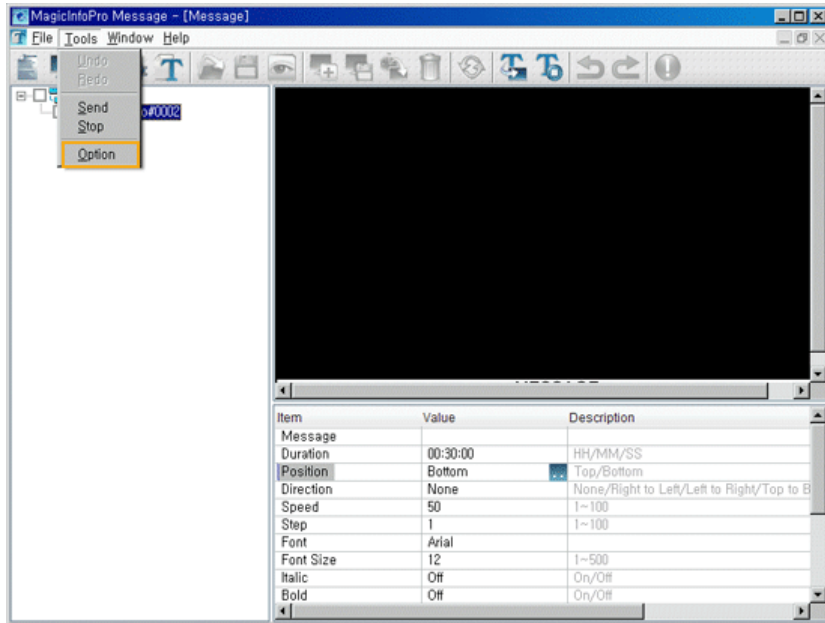 MagicInfoPro Message - [Message]
File Tools Window Help
Undo
Redo
Send
Stop
Option
o#0002
Item Value Description
Message
Duration 00:30:00 HH/MM/SS
Position Bottom .. Top/Bottom
Direction None None/Right to Left/Left to Right/Top to B
Speed 50 1~100
Step 1 1~100
Font Arial
Font Size 12 1~500
Italic Off On/Off
Bold Off On/Off